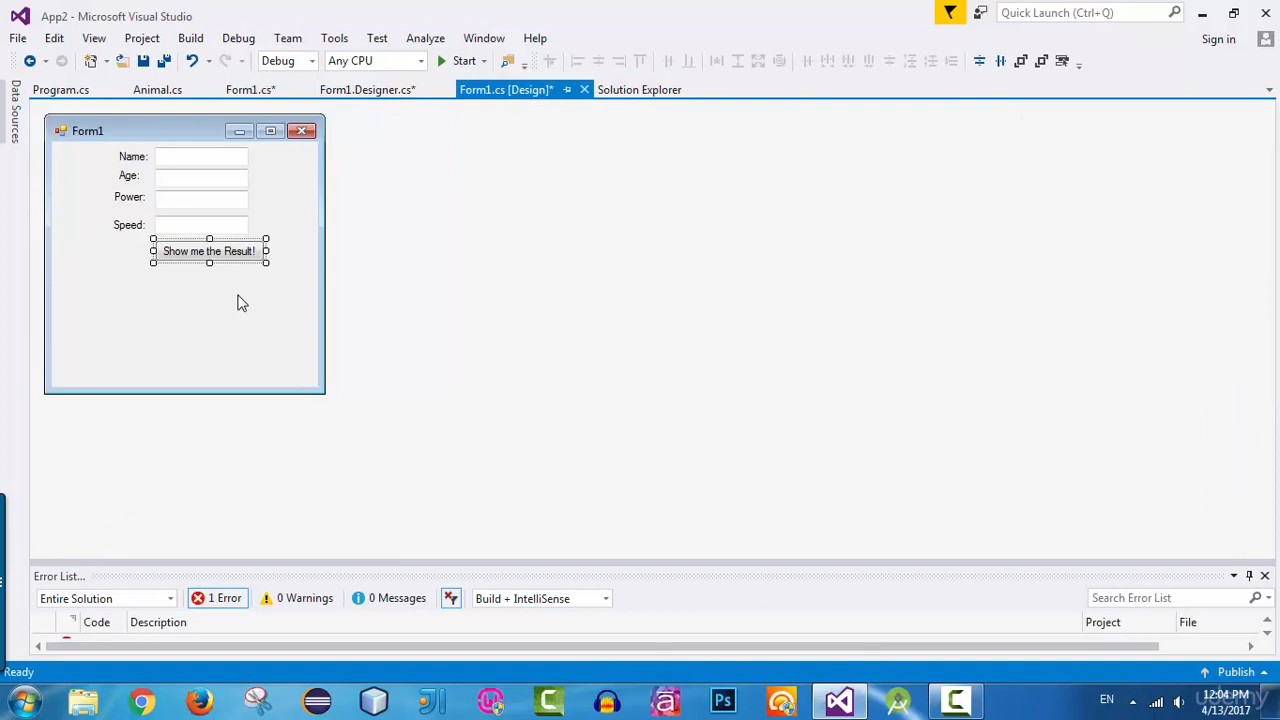 App2 - Microsoft Visual Studio
Quick Launch (Ctrl+Q)
File Edit View Project Build Debug Team Tools Test Analyze Window Help
Sign in
Debug Any CPU Start
Data Sources
Program.cs Animal.cs Form1.cs* Form1.Designer.cs* Form1.cs [Design]* Solution Explorer
Form1
Name:
Age:
Power:
Speed:
Show me the Result!
Error List...
Entire Solution 1 Error 0 Warnings 0 Messages Build + IntelliSense Search Error List
Code Description Project File
Ready Publish
Ps EN 12:04 PM
4/13/2017
udemy